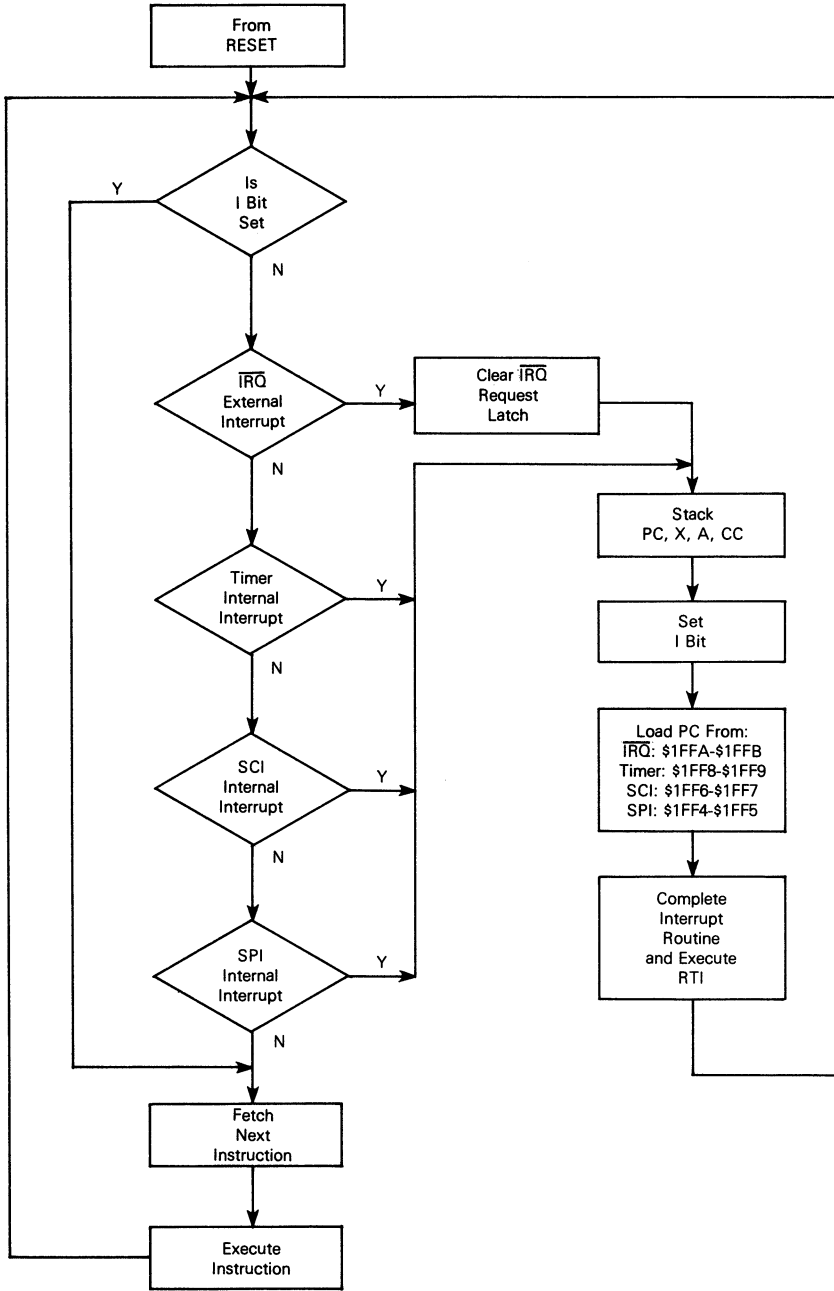 From
RESET
Y
Is
I Bit
Set
N
IRQ
External
Interrupt
Y
Clear IRQ
Request
Latch
N
Stack
PC, X, A, CC
Timer
Internal
Interrupt
Y
Set
I Bit
N
Load PC From:
IRQ: $1FFA-$1FFB
Timer: $1FF8-$1FF9
SCI: $1FF6-$1FF7
SPI: $1FF4-$1FF5
SCI
Internal
Interrupt
Y
N
Complete
Interrupt
Routine
and Execute
RTI
SPI
Internal
Interrupt
Y
N
Fetch
Next
Instruction
Execute
Instruction